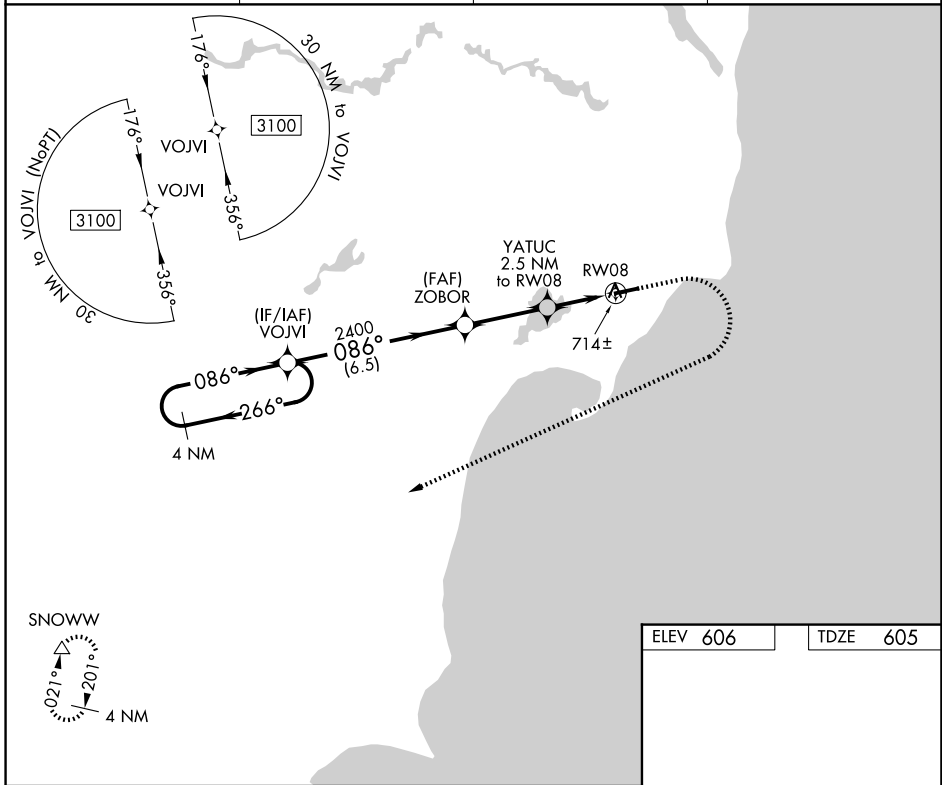 176°
30 NM to VOJVI
3100
VOJVI
356°
176°
30 NM to VOJVI (NoPT)
VOJVI
3100
356°
YATUC
2.5 NM
to RW08
RW08
(FAF)
ZOBOR
(IF/IAF)
VOJVI
2400
086°
(6.5)
714±
086°
266°
4 NM
SNOWW
021°
201°
4 NM
ELEV 606
TDZE 605